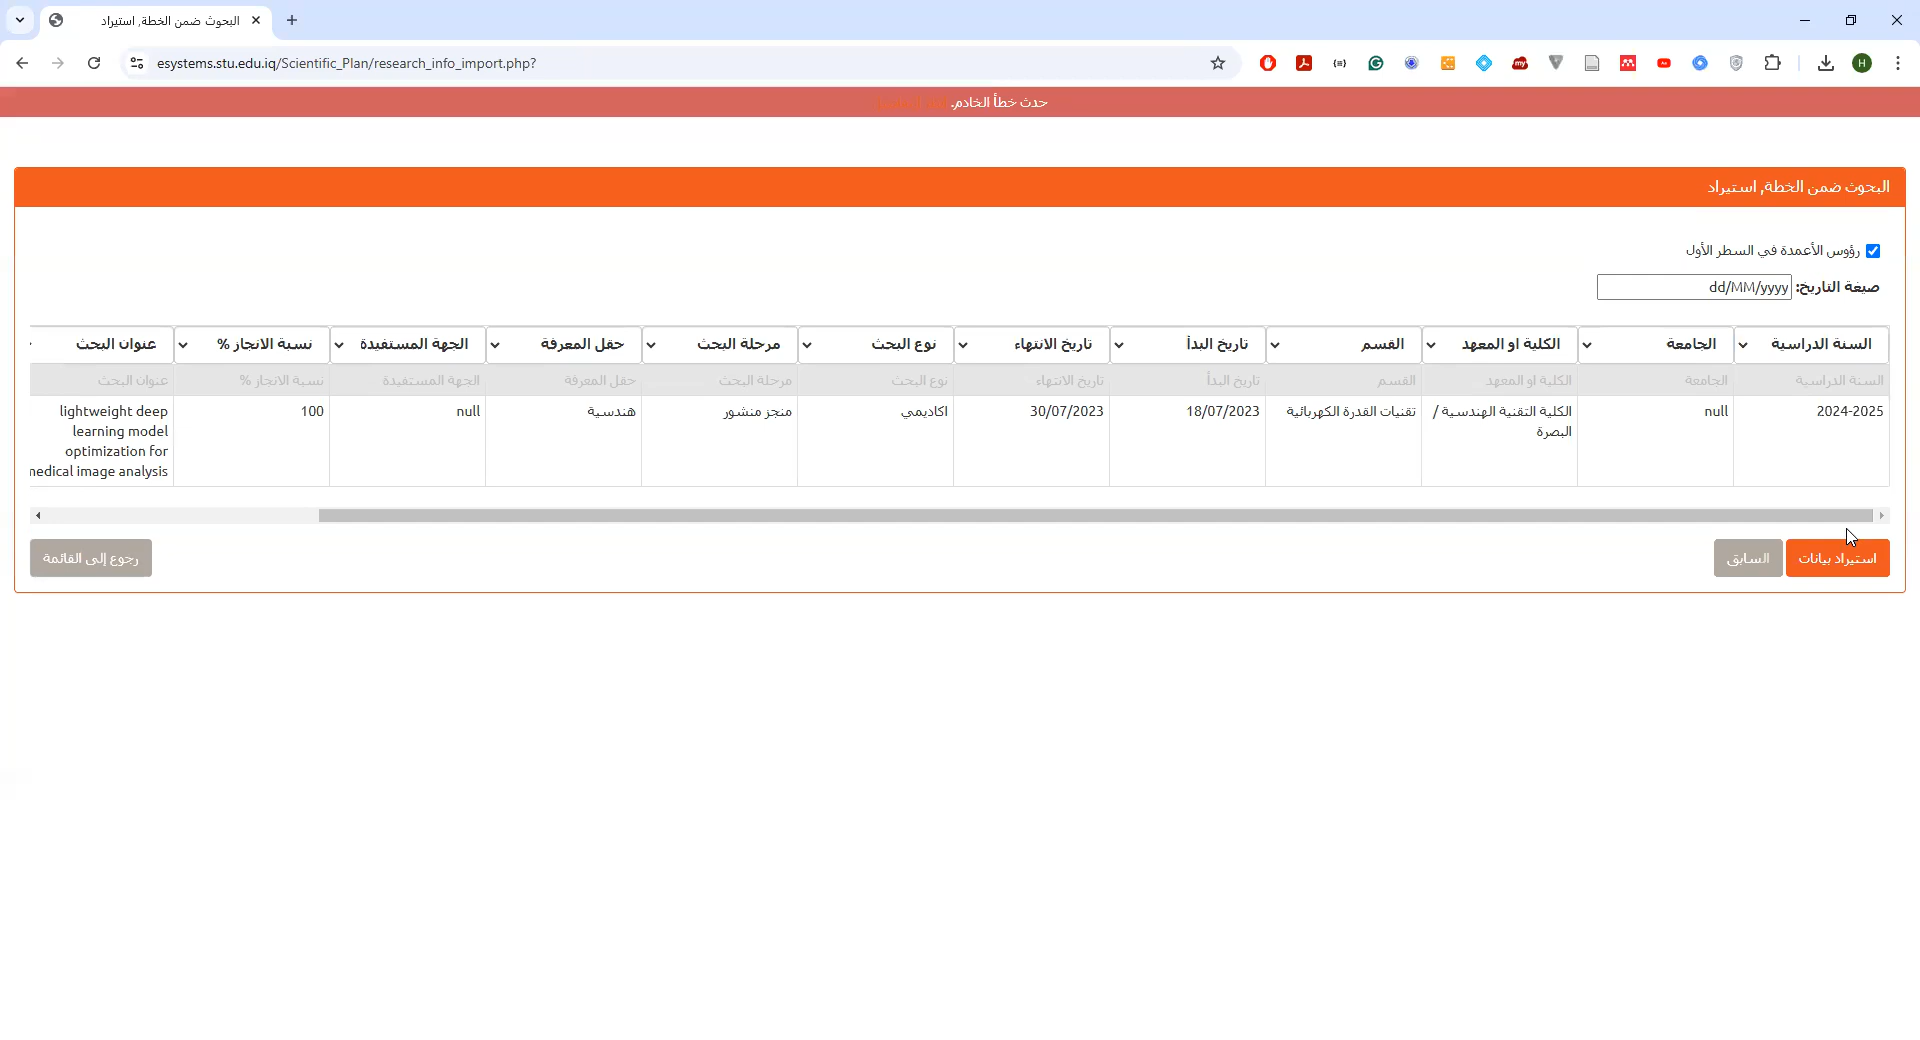 البحوث ضمن الخطة, استيراد
esystems.stu.edu.iq/Scientific_Plan/research_info_import.php?
حدث خطأ الخادم.
البحوث ضمن الخطة, استيراد
رؤوس الأعمدة في السطر الأول
صيغة التاريخ: dd/MM/yyyy
السنة الدراسية الجامعة الكلية او المعهد القسم تاريخ البدأ تاريخ الانتهاء نوع البحث مرحلة البحث حقل المعرفة الجهة المستفيدة نسبة الانجاز % عنوان البحث
السنة الدراسية الجامعة الكلية او المعهد القسم تاريخ البدأ تاريخ الانتهاء نوع البحث مرحلة البحث حقل المعرفة الجهة المستفيدة نسبة الانجاز % عنوان البحث
2024-2025 null الكلية التقنية الهندسية / تقنيات القدرة الكهربائية 18/07/2023 30/07/2023 اكاديمي منجز منشور هندسية null 100 lightweight deep
البصرة learning model
optimization for
medical image analysis
استيراد بيانات السابق رجوع إلى القائمة